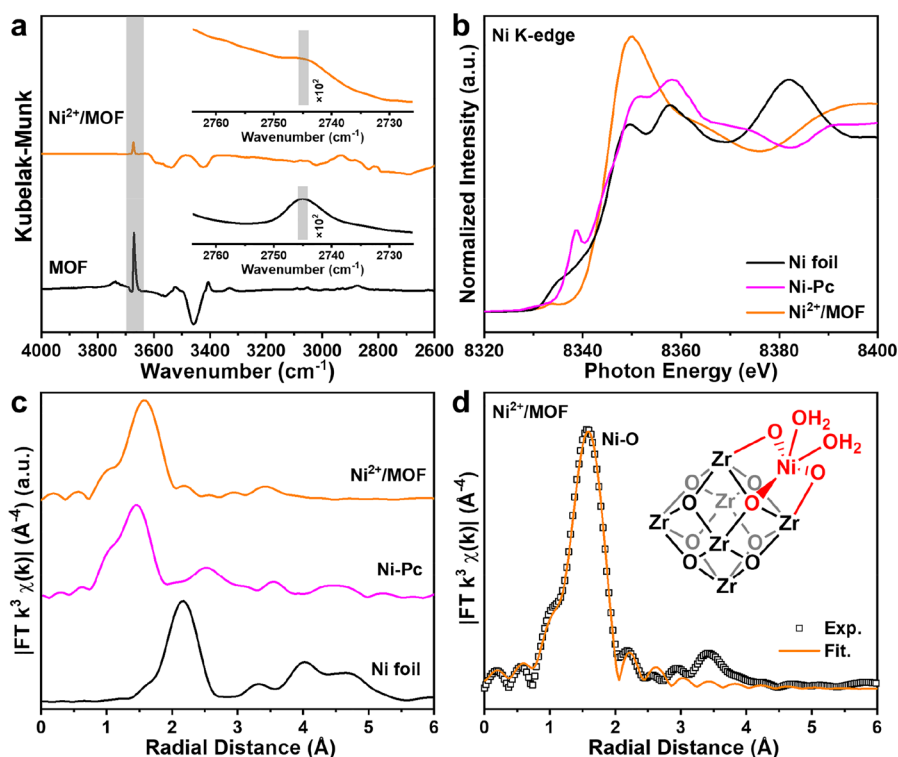 a
Kubelak-Munk
Ni2+/MOF
MOF
×10²
2760 2750 2740 2730
Wavenumber (cm⁻¹)
×10²
2760 2750 2740 2730
Wavenumber (cm⁻¹)
4000 3800 3600 3400 3200 3000 2800 2600
Wavenumber (cm⁻¹)
b
Ni K-edge
Normalized Intensity (a.u.)
Ni foil
Ni-Pc
Ni²⁺/MOF
8320 8340 8360 8380 8400
Photon Energy (eV)
c
|FT k³ χ(k)| (Å⁻⁴) (a.u.)
Ni²⁺/MOF
Ni-Pc
Ni foil
0 1 2 3 4 5 6
Radial Distance (Å)
d
Ni²⁺/MOF
|FT k³ χ(k)| (Å⁻⁴)
Ni-O
OH₂
O
OH₂
Zr
Ni
O
O
Zr
O
Zr
O
O
Zr
Zr
O
O
Zr
Exp.
Fit.
0 1 2 3 4 5 6
Radial Distance (Å)